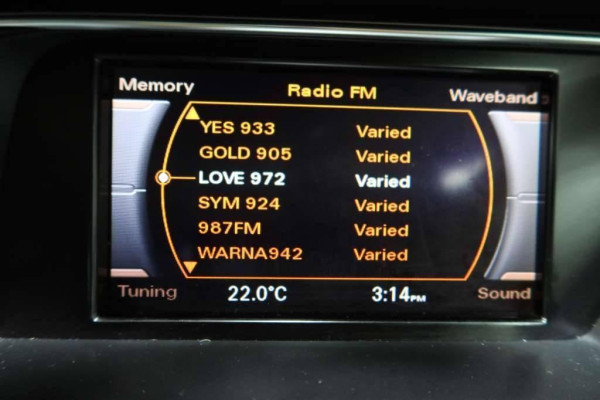 Memory Radio FM Waveband
YES 933 Varied
GOLD 905 Varied
LOVE 972 Varied
SYM 924 Varied
987FM Varied
WARNA942 Varied
Tuning 22.0°C 3:14PM Sound